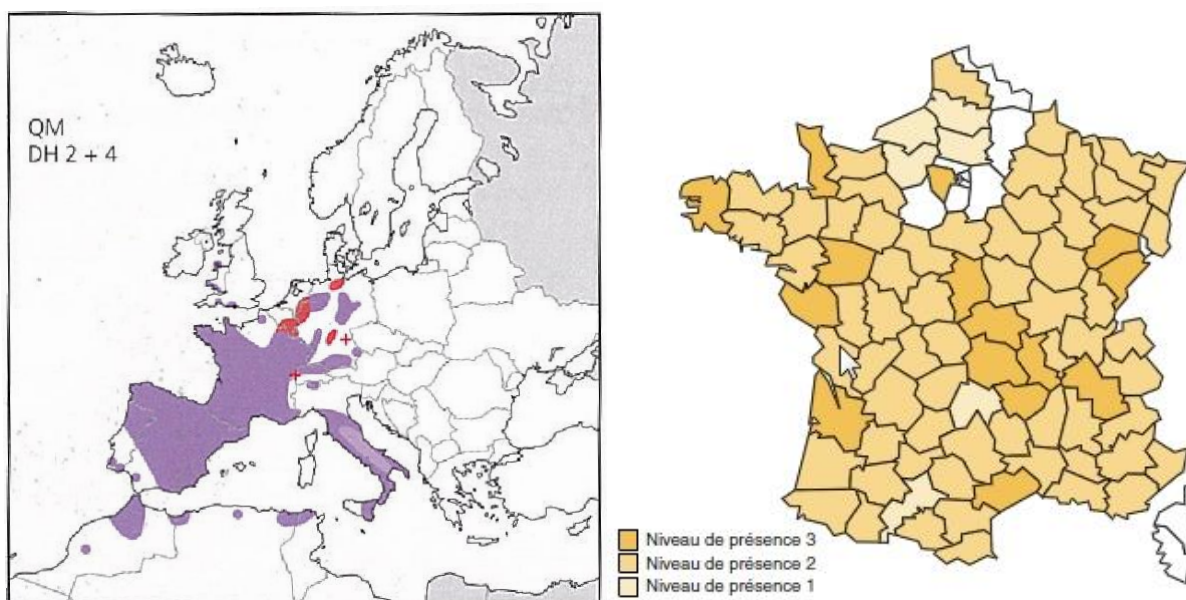 QM
DH 2 + 4
Niveau de présence 3
Niveau de présence 2
Niveau de présence 1